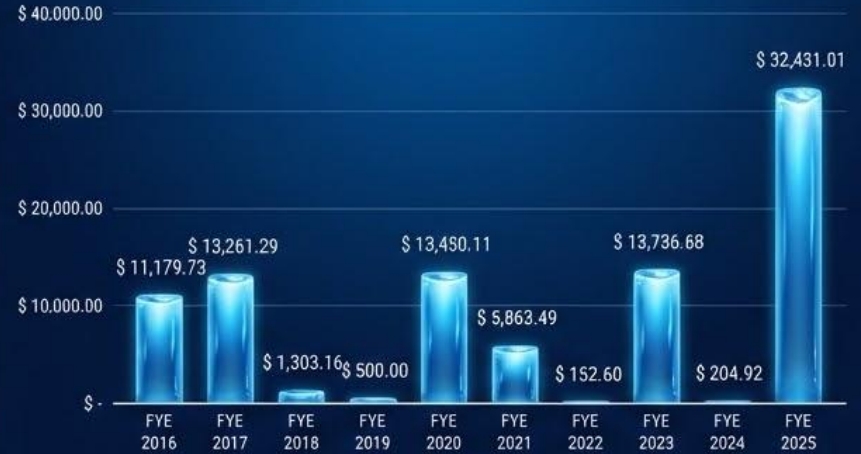 $ 40.000.00
$ 32,431.01
$ 30,000.00
$ 20,000.00
$ 13,261.29
$ 13,450.11
$ 13,736.68
$ 11,179.73
$ 10,000.00
$ 5,863.49
$ 1,303.16
$ 500.00
$ 152.60
$ 204.92
$ -
FYE 2016
FYE 2017
FYE 2018
FYE 2019
FYE 2020
FYE 2021
FYE 2022
FYE 2023
FYE 2024
FYE 2025